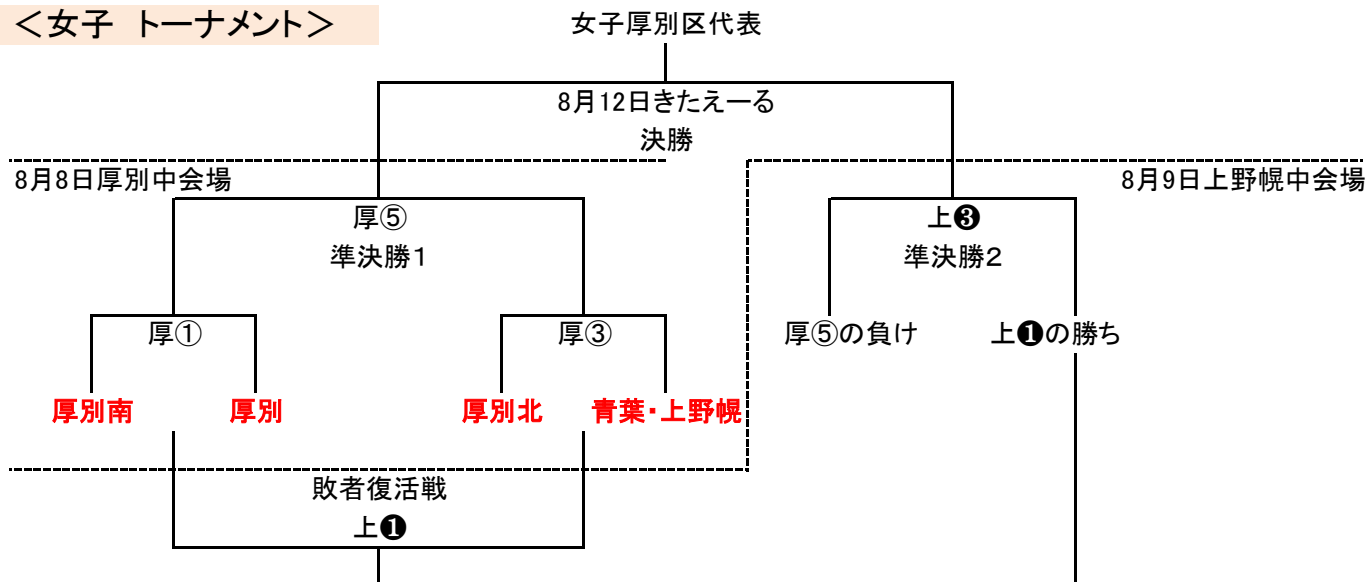 ＜女子　トーナメント＞
女子厚別区代表
8月12日きたえーる
決勝
8月8日厚別中会場
8月9日上野幌中会場
厚⑤
準決勝1
上❸
準決勝2
厚①
厚③
厚⑤の負け
上❶の勝ち
厚別南
厚別
厚別北
青葉・上野幌
敗者復活戦
上❶